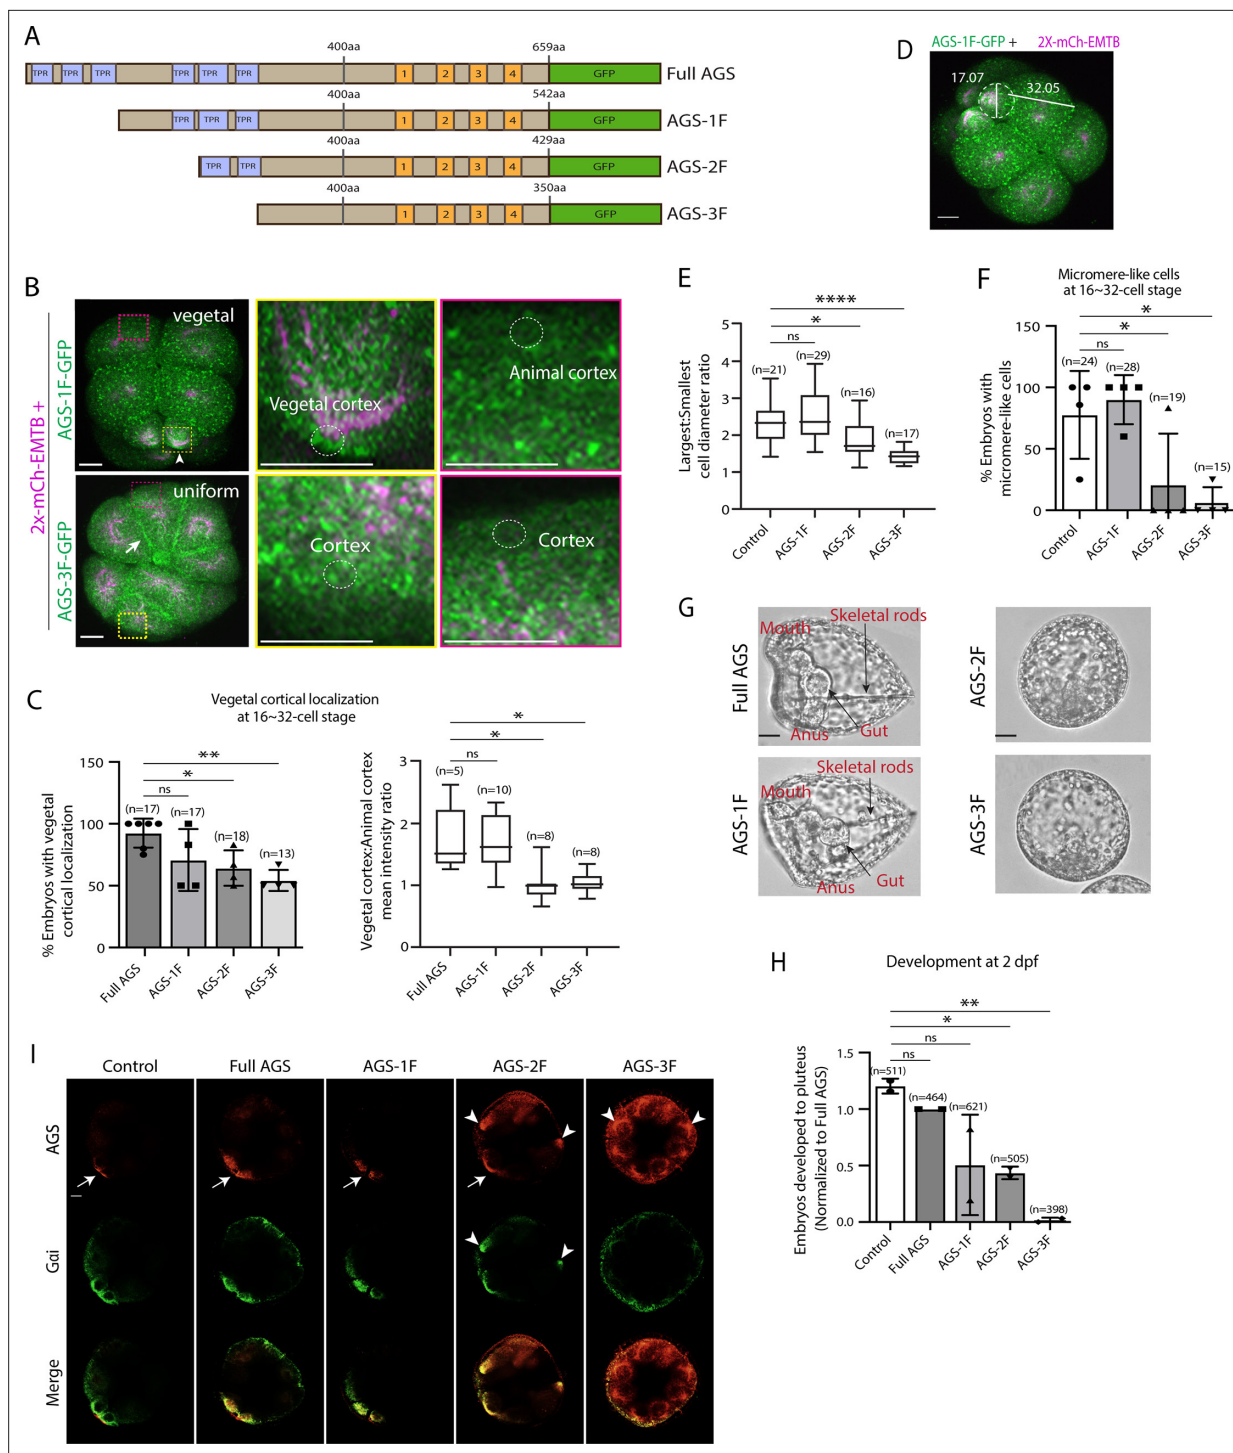 A
400aa
659aa
TPR TPR TPR TPR TPR TPR 1 2 3 4 GFP
Full AGS
400aa
542aa
TPR TPR TPR 1 2 3 4 GFP
AGS-1F
400aa
429aa
TPR TPR 1 2 3 4 GFP
AGS-2F
400aa
350aa
1 2 3 4 GFP
AGS-3F
B
2x-mCh-EMTB +
AGS-1F-GFP
AGS-3F-GFP
vegetal
Vegetal cortex
Animal cortex
uniform
Cortex
Cortex
C
Vegetal cortical localization
at 16~32-cell stage
% Embryos with vegetal
cortical localization
150
100
50
0
**
*
ns
(n=17)
(n=17)
(n=18)
(n=13)
Full AGS
AGS-1F
AGS-2F
AGS-3F
Vegetal cortex:Animal cortex
mean intensity ratio
3
2
1
0
*
*
ns
(n=5)
(n=10)
(n=8)
(n=8)
Full AGS
AGS-1F
AGS-2F
AGS-3F
D
AGS-1F-GFP + 2X-mCh-EMTB
17.07
32.05
E
Largest:Smallest
cell diameter ratio
5
4
3
2
1
0
****
*
ns
(n=21)
(n=29)
(n=16)
(n=17)
Control
AGS-1F
AGS-2F
AGS-3F
F
Micromere-like cells
at 16~32-cell stage
% Embryos with
micromere-like cells
150
100
50
0
*
*
ns
(n=24)
(n=28)
(n=19)
(n=15)
Control
AGS-1F
AGS-2F
AGS-3F
G
Full AGS
Mouth
Skeletal rods
Anus
Gut
AGS-2F
AGS-1F
Skeletal rods
Mouth
Anus
Gut
AGS-3F
H
Development at 2 dpf
Embryos developed to pluteus
(Normalized to Full AGS)
1.5
1.0
0.5
0.0
**
*
ns
ns
(n=511)
(n=464)
(n=621)
(n=505)
(n=398)
Control
Full AGS
AGS-1F
AGS-2F
AGS-3F
I
Control
Full AGS
AGS-1F
AGS-2F
AGS-3F
AGS
Gαi
Merge